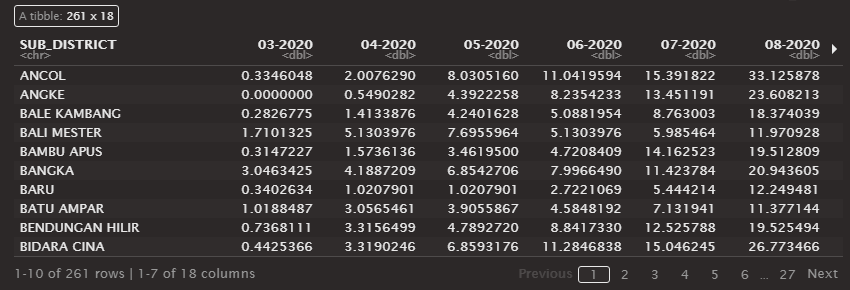 A tibble: 261 x 18
SUB_DISTRICT 03-2020 04-2020 05-2020 06-2020 07-2020 08-2020
<chr> <dbl> <dbl> <dbl> <dbl> <dbl> <dbl>
ANCOL 0.3346048 2.0076290 8.0305160 11.0419594 15.391822 33.125878
ANGKE 0.0000000 0.5490282 4.3922258 8.2354233 13.451191 23.608213
BALE KAMBANG 0.2826775 1.4133876 4.2401628 5.0881954 8.763003 18.374039
BALI MESTER 1.7101325 5.1303976 7.6955964 5.1303976 5.985464 11.970928
BAMBU APUS 0.3147227 1.5736136 3.4619500 4.7208409 14.162523 19.512809
BANGKA 3.0463425 4.1887209 6.8542706 7.9966490 11.423784 20.943605
BARU 0.3402634 1.0207901 1.0207901 2.7221069 5.444214 12.249481
BATU AMPAR 1.0188487 3.0565461 3.9055867 4.5848192 7.131941 11.377144
BENDUNGAN HILIR 0.7368111 3.3156499 4.7892720 8.8417330 12.525788 19.525494
BIDARA CINA 0.4425366 3.3190246 6.8593176 11.2846838 15.046245 26.773466
1-10 of 261 rows | 1-7 of 18 columns Previous 1 2 3 4 5 6 ... 27 Next